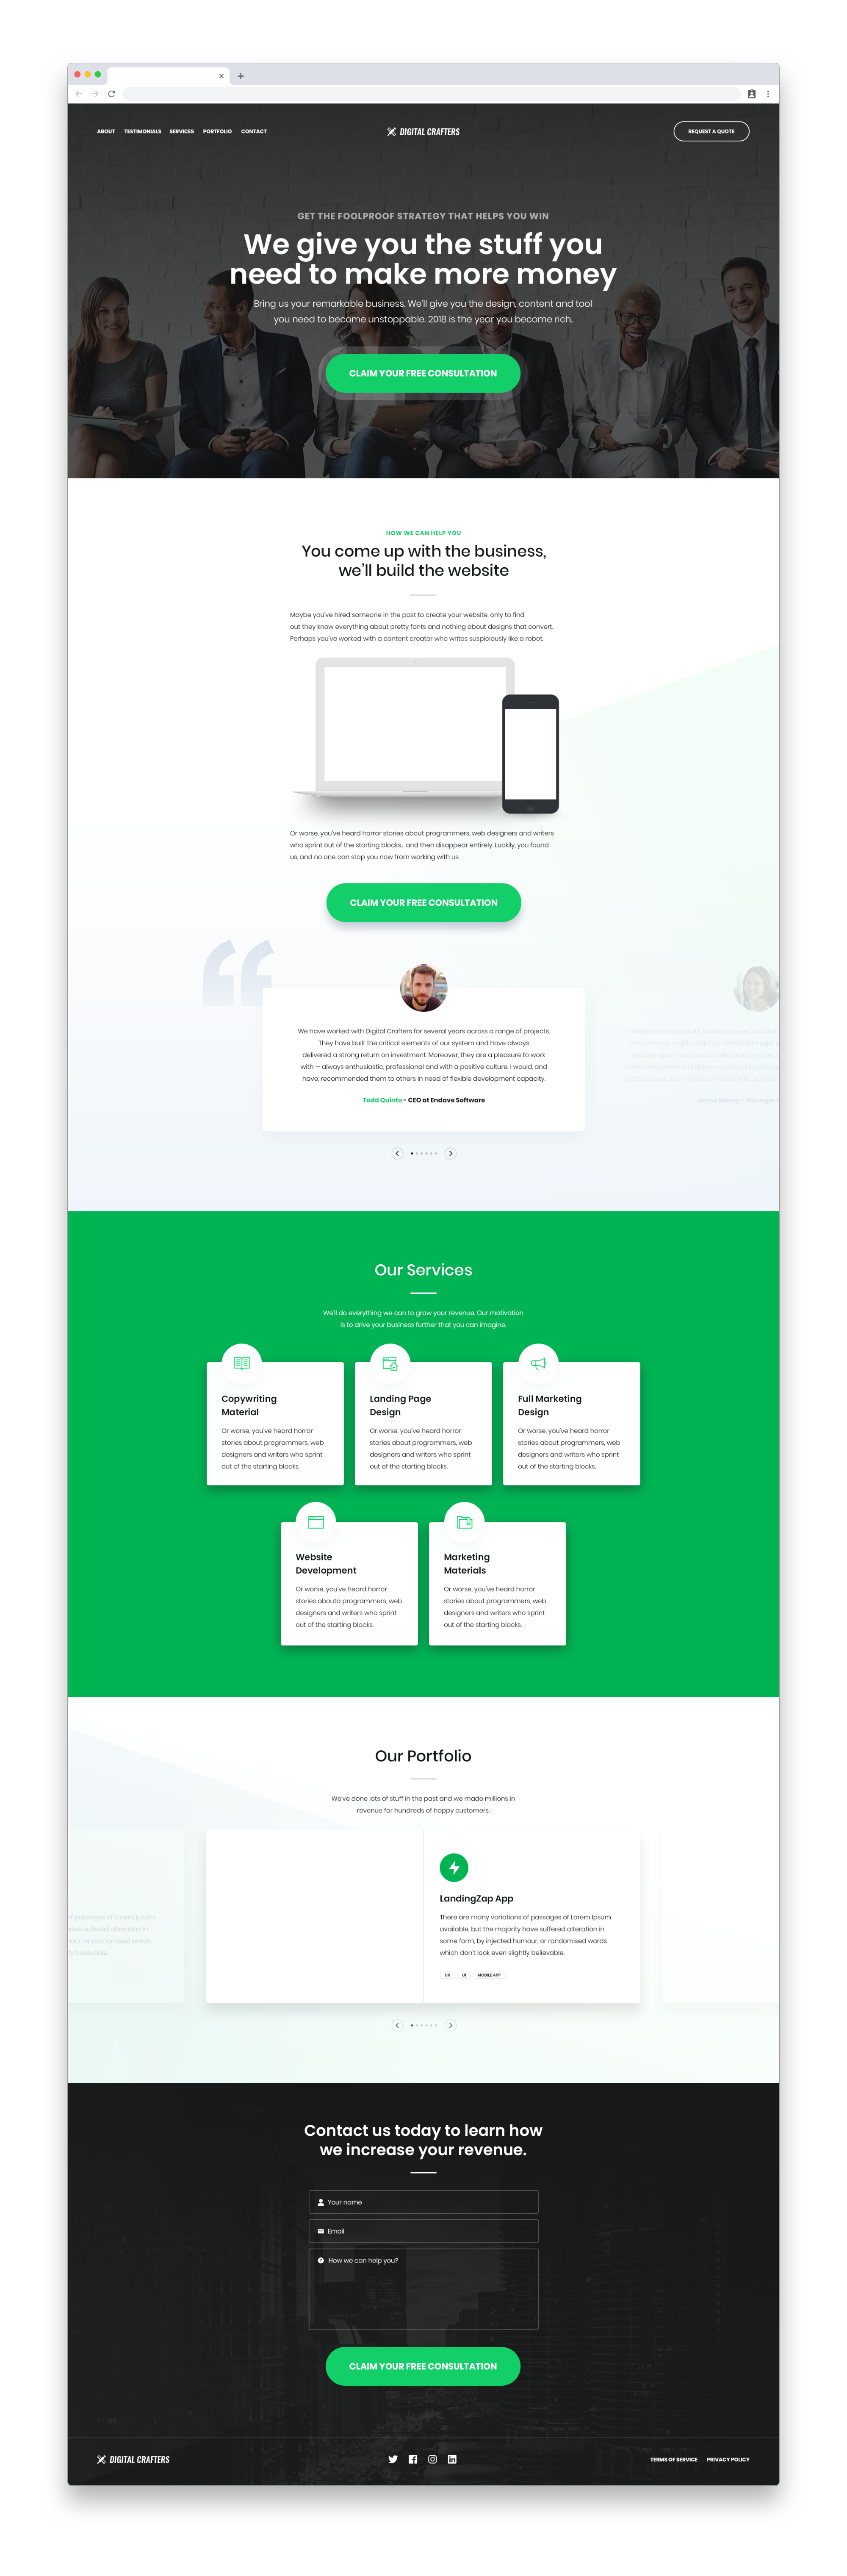 ABOUT TESTIMONIALS SERVICES PORTFOLIO CONTACT
DIGITAL CRAFTERS
REQUEST A QUOTE
GET THE FOOLPROOF STRATEGY THAT HELPS YOU WIN
We give you the stuff you
need to make more money
Bring us your remarkable business. We'll give you the design, content and tool
you need to become unstoppable. 2018 is the year you become rich.
CLAIM YOUR FREE CONSULTATION
HOW WE CAN HELP YOU
You come up with the business,
we'll build the website
Maybe you've hired someone in the past to create your website, only to find
out they know everything about pretty fonts and nothing about designs that convert.
Perhaps you've worked with a content creator who writes suspiciously like a robot.
Or worse, you've heard horror stories about programmers, web designers and writers
who sprint out of the starting blocks... and then disappear entirely. Luckily, you found
us, and no one can stop you now from working with us.
CLAIM YOUR FREE CONSULTATION
We have worked with Digital Crafters for several years across a range of projects.
They have built the critical elements of our system and have always
delivered a strong return on investment. Moreover, they are a pleasure to work
with — always enthusiastic, professional and with a positive culture. I would, and
have, recommended them to others in need of flexible development capacity.
Todd Quinto - CEO at Endave Software
Our Services
We'll do everything we can to grow your revenue. Our motivation
is to drive your business further that you can imagine.
Copywriting
Material
Or worse, you've heard horror
stories about programmers, web
designers and writers who sprint
out of the starting blocks.
Landing Page
Design
Or worse, you've heard horror
stories about programmers, web
designers and writers who sprint
out of the starting blocks.
Full Marketing
Design
Or worse, you've heard horror
stories about programmers, web
designers and writers who sprint
out of the starting blocks.
Website
Development
Or worse, you've heard horror
stories abouta programmers, web
designers and writers who sprint
out of the starting blocks.
Marketing
Materials
Or worse, you've heard horror
stories about programmers, web
designers and writers who sprint
out of the starting blocks.
Our Portfolio
We've done lots of stuff in the past and we made millions in
revenue for hundreds of happy customers.
of passages of Lorem Ipsum
have suffered alteration in
or randomised words
believable.
LandingZap App
There are many variations of passages of Lorem Ipsum
available, but the majority have suffered alteration in
some form, by injected humour, or randomised words
which don't look even slightly believable.
UX UI MOBILE APP
Contact us today to learn how
we increase your revenue.
Your name
Email
How we can help you?
CLAIM YOUR FREE CONSULTATION
DIGITAL CRAFTERS
TERMS OF SERVICE PRIVACY POLICY